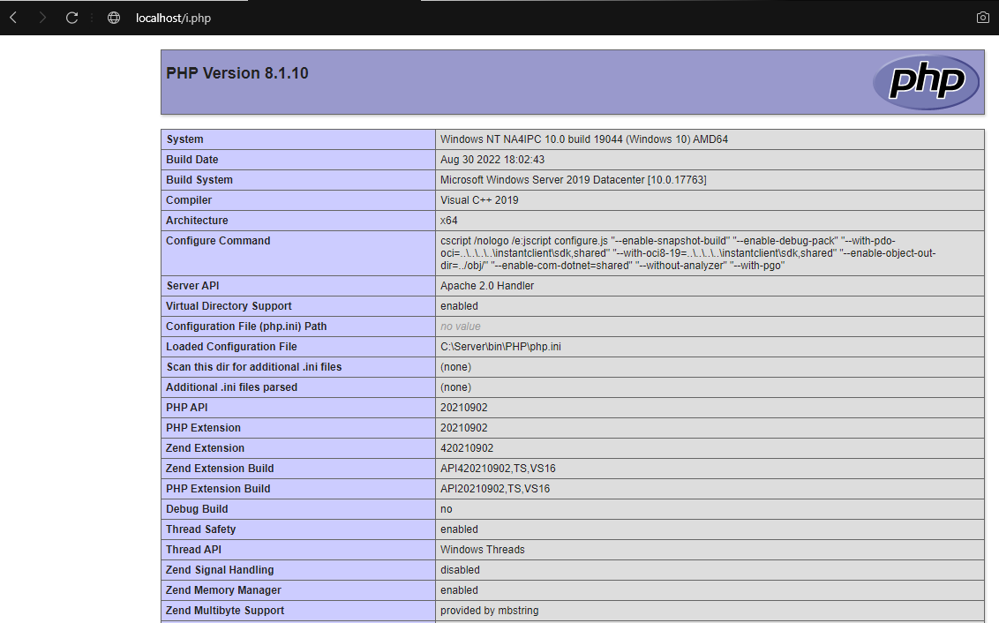 localhost/i.php
PHP Version 8.1.10
php
System Windows NT NA4IPC 10.0 build 19044 (Windows 10) AMD64
Build Date Aug 30 2022 18:02:43
Build System Microsoft Windows Server 2019 Datacenter [10.0.17763]
Compiler Visual C++ 2019
Architecture x64
Configure Command cscript /nologo /e:jscript configure.js "--enable-snapshot-build" "--enable-debug-pack" "--with-pdo-
oci=..\..\..\..\instantclient\sdk,shared" "--with-oci8-19=..\..\..\..\instantclient\sdk,shared" "--enable-object-out-
dir=../obj/" "--enable-com-dotnet=shared" "--without-analyzer" "--with-pgo"
Server API Apache 2.0 Handler
Virtual Directory Support enabled
Configuration File (php.ini) Path no value
Loaded Configuration File C:\Server\bin\PHP\php.ini
Scan this dir for additional .ini files (none)
Additional .ini files parsed (none)
PHP API 20210902
PHP Extension 20210902
Zend Extension 420210902
Zend Extension Build API420210902,TS,VS16
PHP Extension Build API20210902,TS,VS16
Debug Build no
Thread Safety enabled
Thread API Windows Threads
Zend Signal Handling disabled
Zend Memory Manager enabled
Zend Multibyte Support provided by mbstring